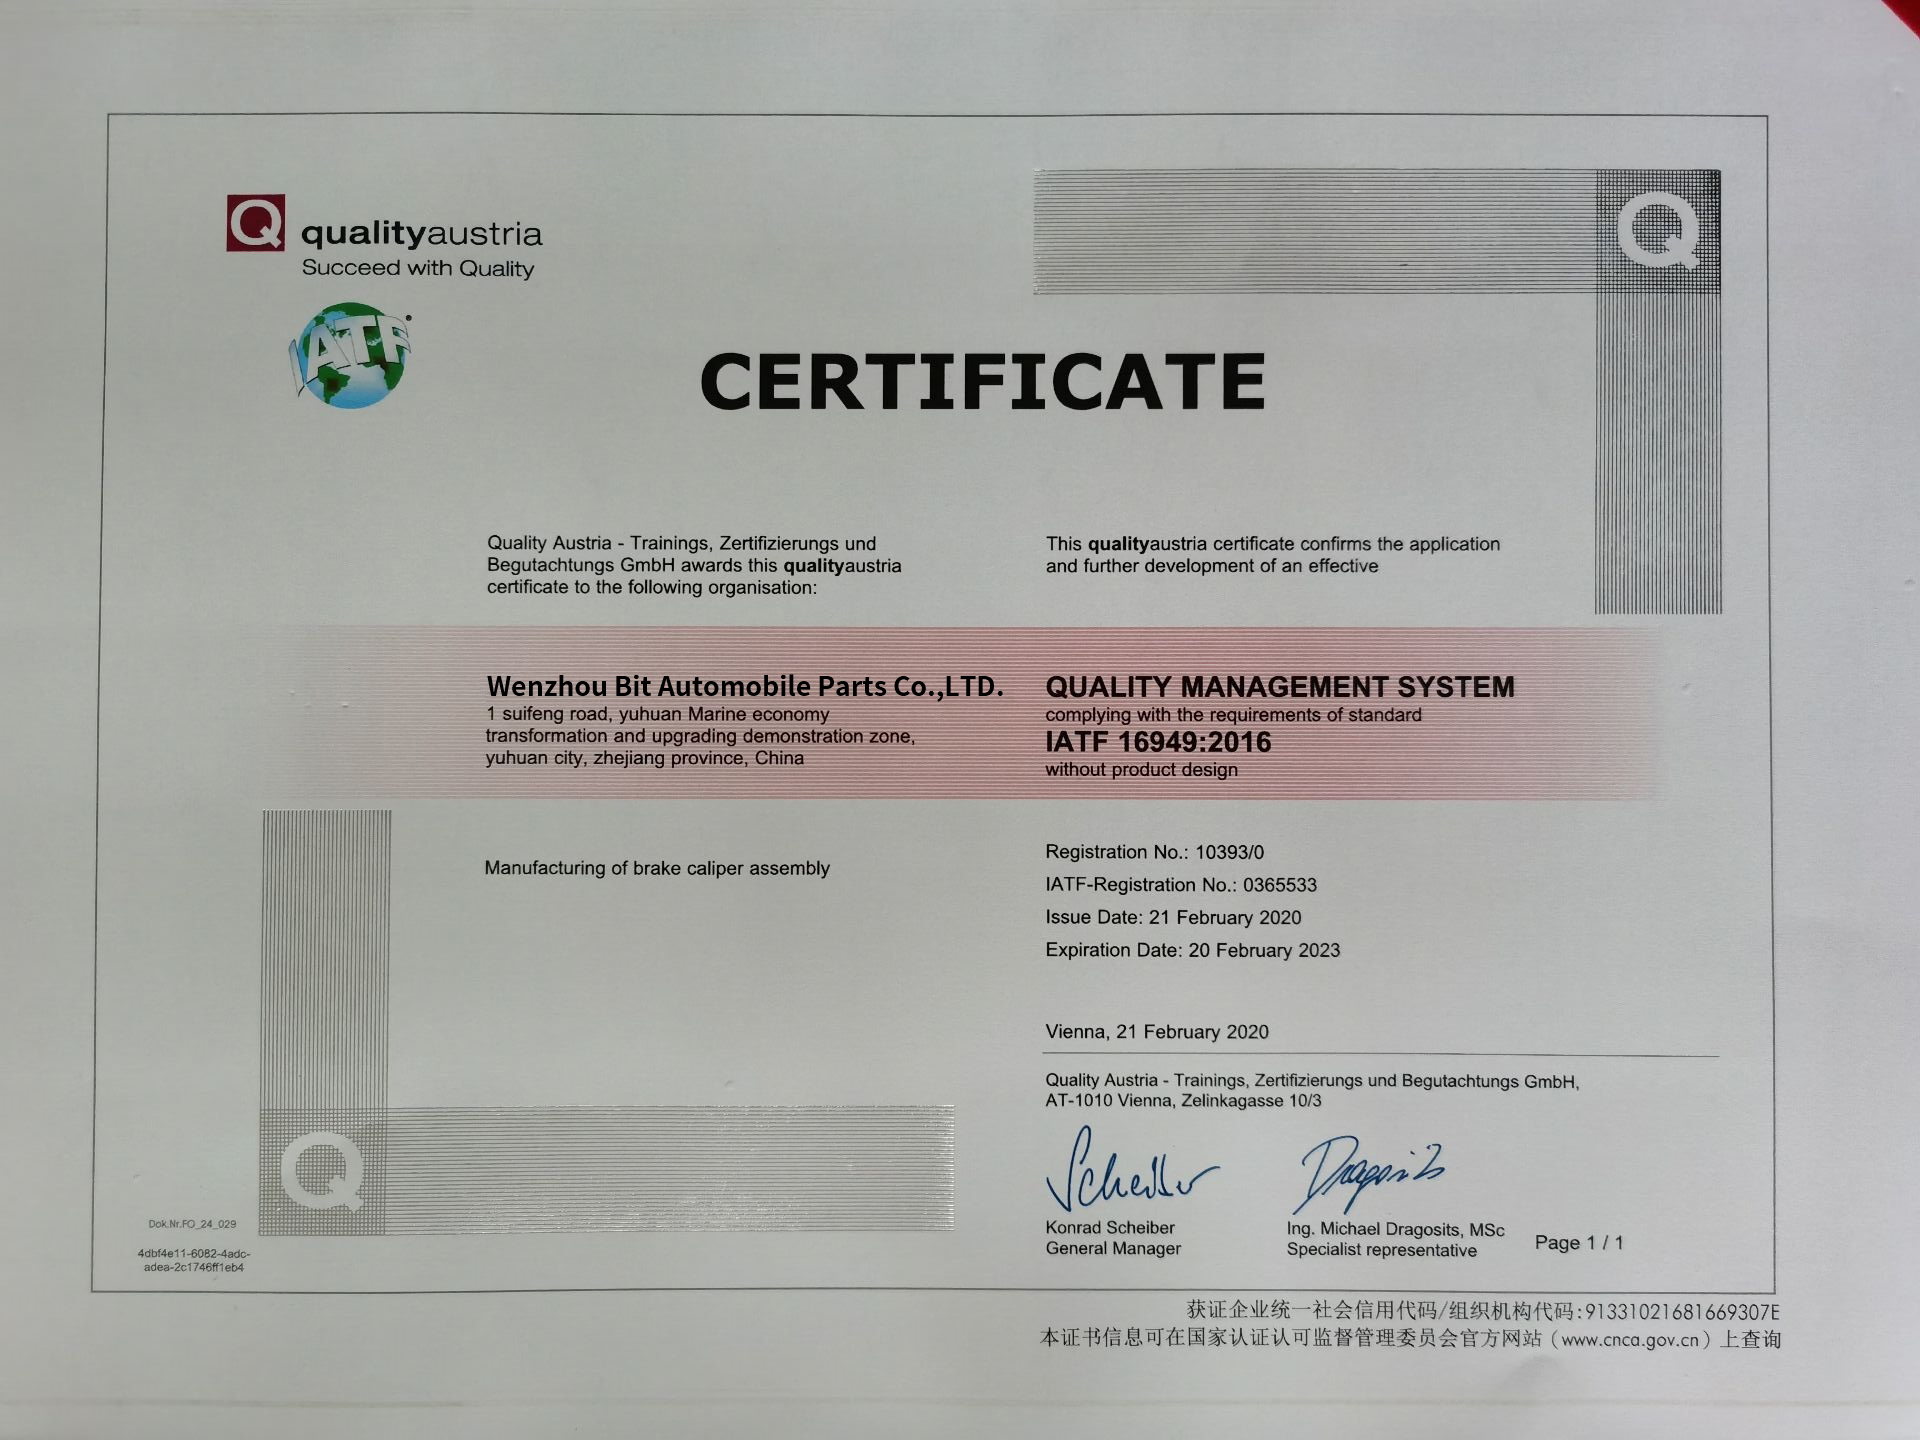 Q
qualityaustria
Succeed with Quality
IATF
Q
CERTIFICATE
Quality Austria - Trainings, Zertifizierungs und
Begutachtungs GmbH awards this qualityaustria
certificate to the following organisation:
This qualityaustria certificate confirms the application
and further development of an effective
Wenzhou Bit Automobile Parts Co.,LTD.
1 suifeng road, yuhuan Marine economy
transformation and upgrading demonstration zone,
yuhuan city, zhejiang province, China
QUALITY MANAGEMENT SYSTEM
complying with the requirements of standard
IATF 16949:2016
without product design
Manufacturing of brake caliper assembly
Registration No.: 10393/0
IATF-Registration No.: 0365533
Issue Date: 21 February 2020
Expiration Date: 20 February 2023
Vienna, 21 February 2020
Quality Austria - Trainings, Zertifizierungs und Begutachtungs GmbH,
AT-1010 Vienna, Zelinkagasse 10/3
Scheiber
Dragosits
Konrad Scheiber
General Manager
Ing. Michael Dragosits, MSc
Specialist representative
Page 1 / 1
Q
Dok.Nr.FO_24_029
4dbf4e11-6082-4adc-
adea-2c1746ff1eb4
获证企业统一社会信用代码/组织机构代码:91331021681669307E
本证书信息可在国家认证认可监督管理委员会官方网站（www.cnca.gov.cn）上查询